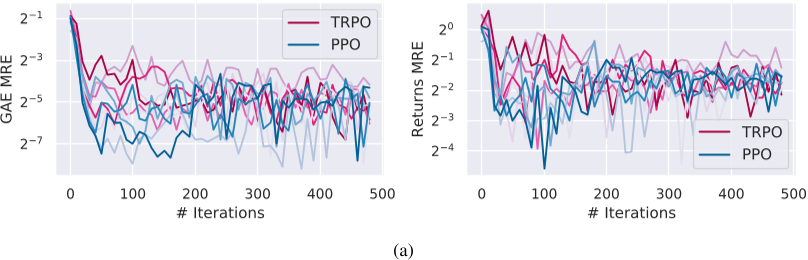 GAE MRE
2⁻¹
2⁻³
2⁻⁵
2⁻⁷
TRPO
PPO
0 100 200 300 400 500
# Iterations
Returns MRE
2⁰
2⁻¹
2⁻²
2⁻³
2⁻⁴
TRPO
PPO
0 100 200 300 400 500
# Iterations
(a)